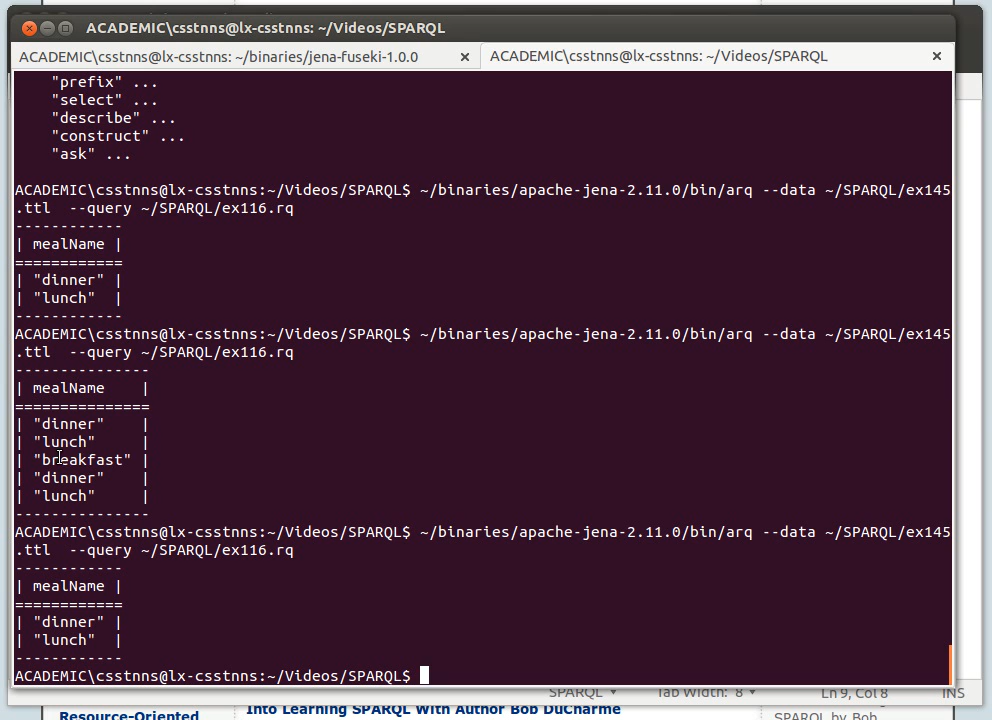 ACADEMIC\csstnns@lx-csstnns: ~/Videos/SPARQL
ACADEMIC\csstnns@lx-csstnns: ~/binaries/jena-fuseki-1.0.0
ACADEMIC\csstnns@lx-csstnns: ~/Videos/SPARQL
"prefix" ...
"select" ...
"describe" ...
"construct" ...
"ask" ...
ACADEMIC\csstnns@lx-csstnns:~/Videos/SPARQL$ ~/binaries/apache-jena-2.11.0/bin/arq --data ~/SPARQL/ex145
.ttl  --query ~/SPARQL/ex116.rq
------------
| mealName |
============
| "dinner" |
| "lunch"  |
------------
ACADEMIC\csstnns@lx-csstnns:~/Videos/SPARQL$ ~/binaries/apache-jena-2.11.0/bin/arq --data ~/SPARQL/ex145
.ttl  --query ~/SPARQL/ex116.rq
---------------
| mealName    |
===============
| "dinner"    |
| "lunch"     |
| "breakfast" |
| "dinner"    |
| "lunch"     |
---------------
ACADEMIC\csstnns@lx-csstnns:~/Videos/SPARQL$ ~/binaries/apache-jena-2.11.0/bin/arq --data ~/SPARQL/ex145
.ttl  --query ~/SPARQL/ex116.rq
------------
| mealName |
============
| "dinner" |
| "lunch"  |
------------
ACADEMIC\csstnns@lx-csstnns:~/Videos/SPARQL$
SPARQL Tab Width: 8 Ln 9, Col 8 INS
Resource-Oriented
Into Learning SPARQL With Author Bob DuCharme
SPARQL by Bob